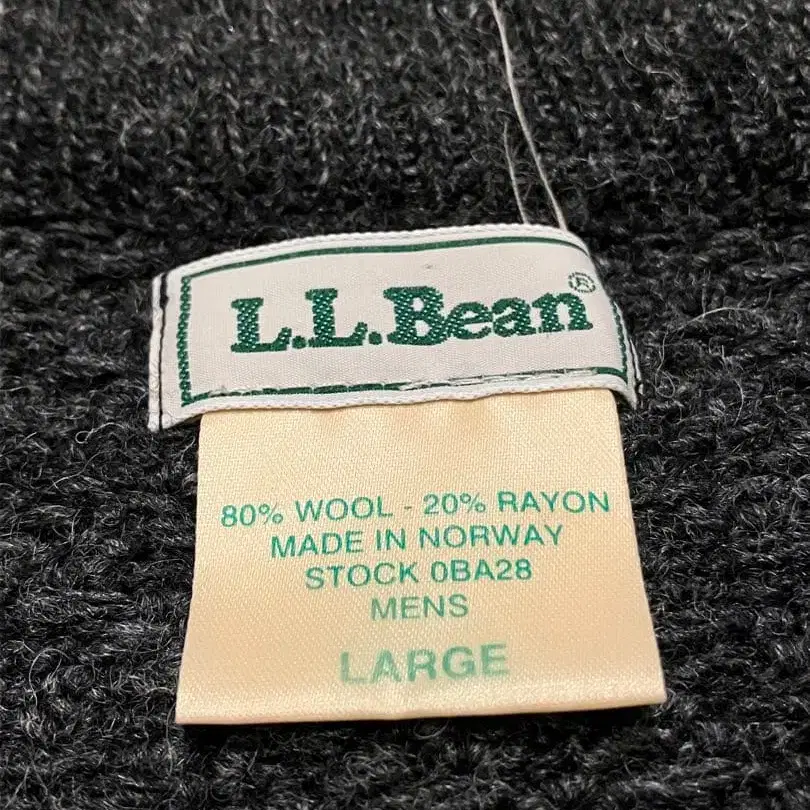 L.L.Bean®
80% WOOL - 20% RAYON
MADE IN NORWAY
STOCK 0BA28
MENS
LARGE